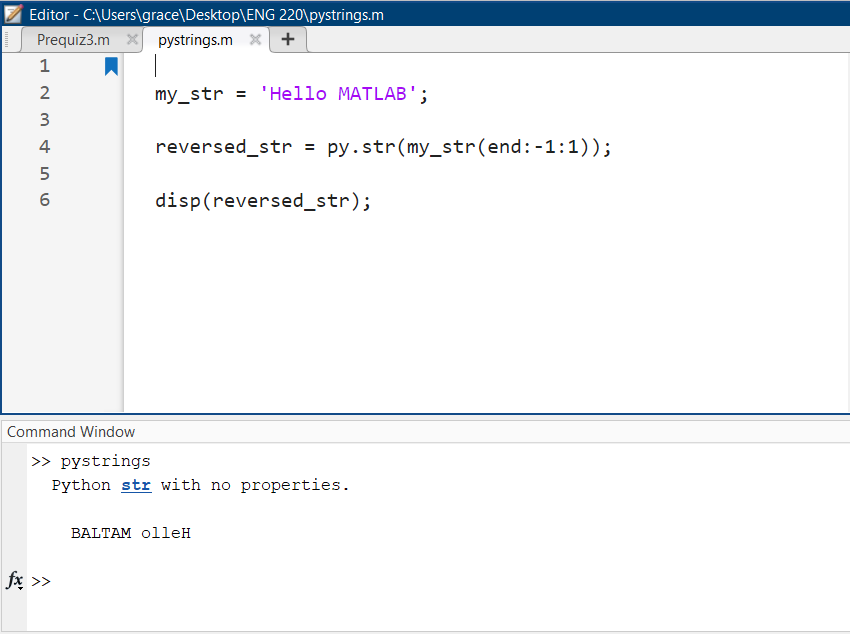 Editor - C:\Users\grace\Desktop\ENG 220\pystrings.m
Prequiz3.m pystrings.m +
1
2 my_str = 'Hello MATLAB';
3
4 reversed_str = py.str(my_str(end:-1:1));
5
6 disp(reversed_str);
Command Window
>> pystrings
Python str with no properties.
BALTAM olleH
fx >>